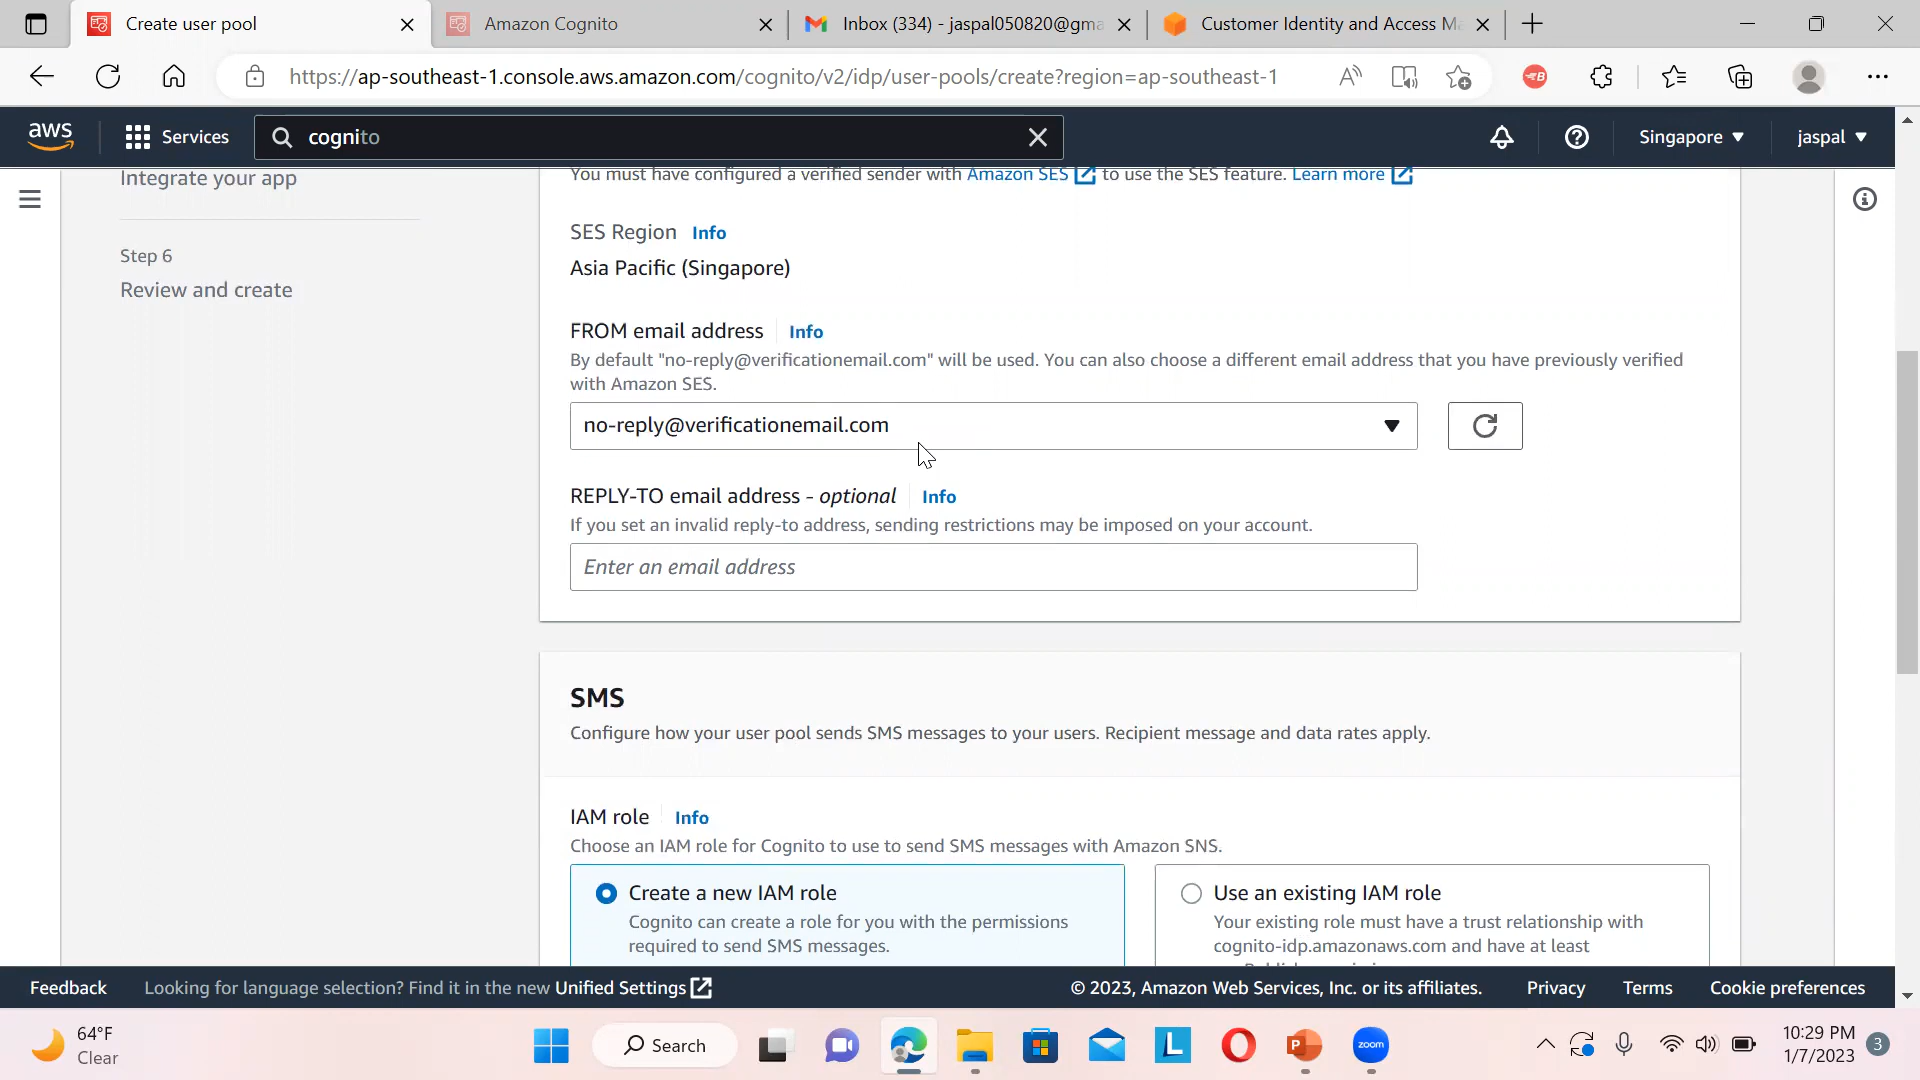 Create user pool
Amazon Cognito
Inbox (334) - jaspal050820@gma
Customer Identity and Access Ma
https://ap-southeast-1.console.aws.amazon.com/cognito/v2/idp/user-pools/create?region=ap-southeast-1
aws
Services
cognito
Singapore
jaspal
Integrate your app
Step 6
Review and create
You must have configured a verified sender with Amazon SES to use the SES feature. Learn more
SES Region Info
Asia Pacific (Singapore)
FROM email address Info
By default "no-reply@verificationemail.com" will be used. You can also choose a different email address that you have previously verified
with Amazon SES.
no-reply@verificationemail.com
REPLY-TO email address - optional Info
If you set an invalid reply-to address, sending restrictions may be imposed on your account.
Enter an email address
SMS
Configure how your user pool sends SMS messages to your users. Recipient message and data rates apply.
IAM role Info
Choose an IAM role for Cognito to use to send SMS messages with Amazon SNS.
Create a new IAM role
Cognito can create a role for you with the permissions
required to send SMS messages.
Use an existing IAM role
Your existing role must have a trust relationship with
cognito-idp.amazonaws.com and have at least
Feedback
Looking for language selection? Find it in the new Unified Settings
© 2023, Amazon Web Services, Inc. or its affiliates.
Privacy
Terms
Cookie preferences
64°F
Clear
Search
L
P
zoom
10:29 PM
1/7/2023
3